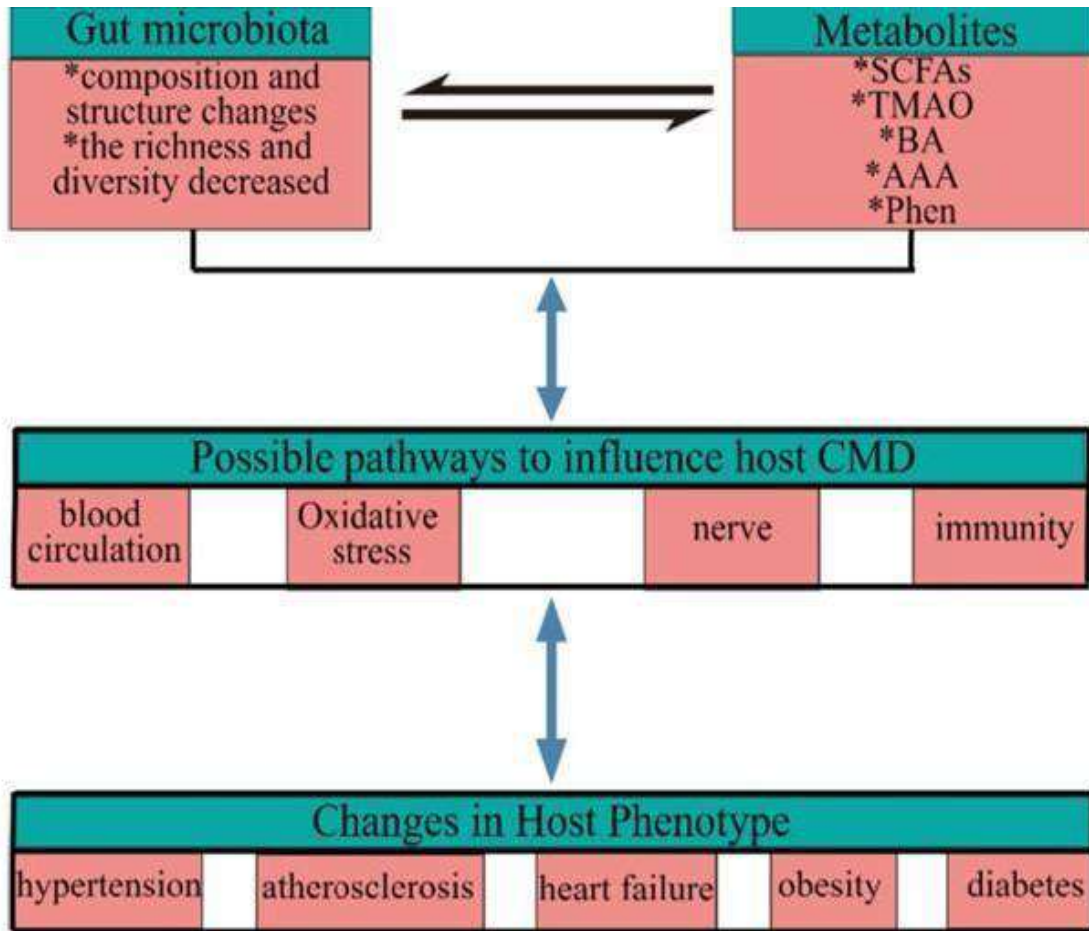 Gut microbiota
*composition and
structure changes
*the richness and
diversity decreased
Metabolites
*SCFAs
*TMAO
*BA
*AAA
*Phen
Possible pathways to influence host CMD
blood
circulation
Oxidative
stress
nerve
immunity
Changes in Host Phenotype
hypertension
atherosclerosis
heart failure
obesity
diabetes